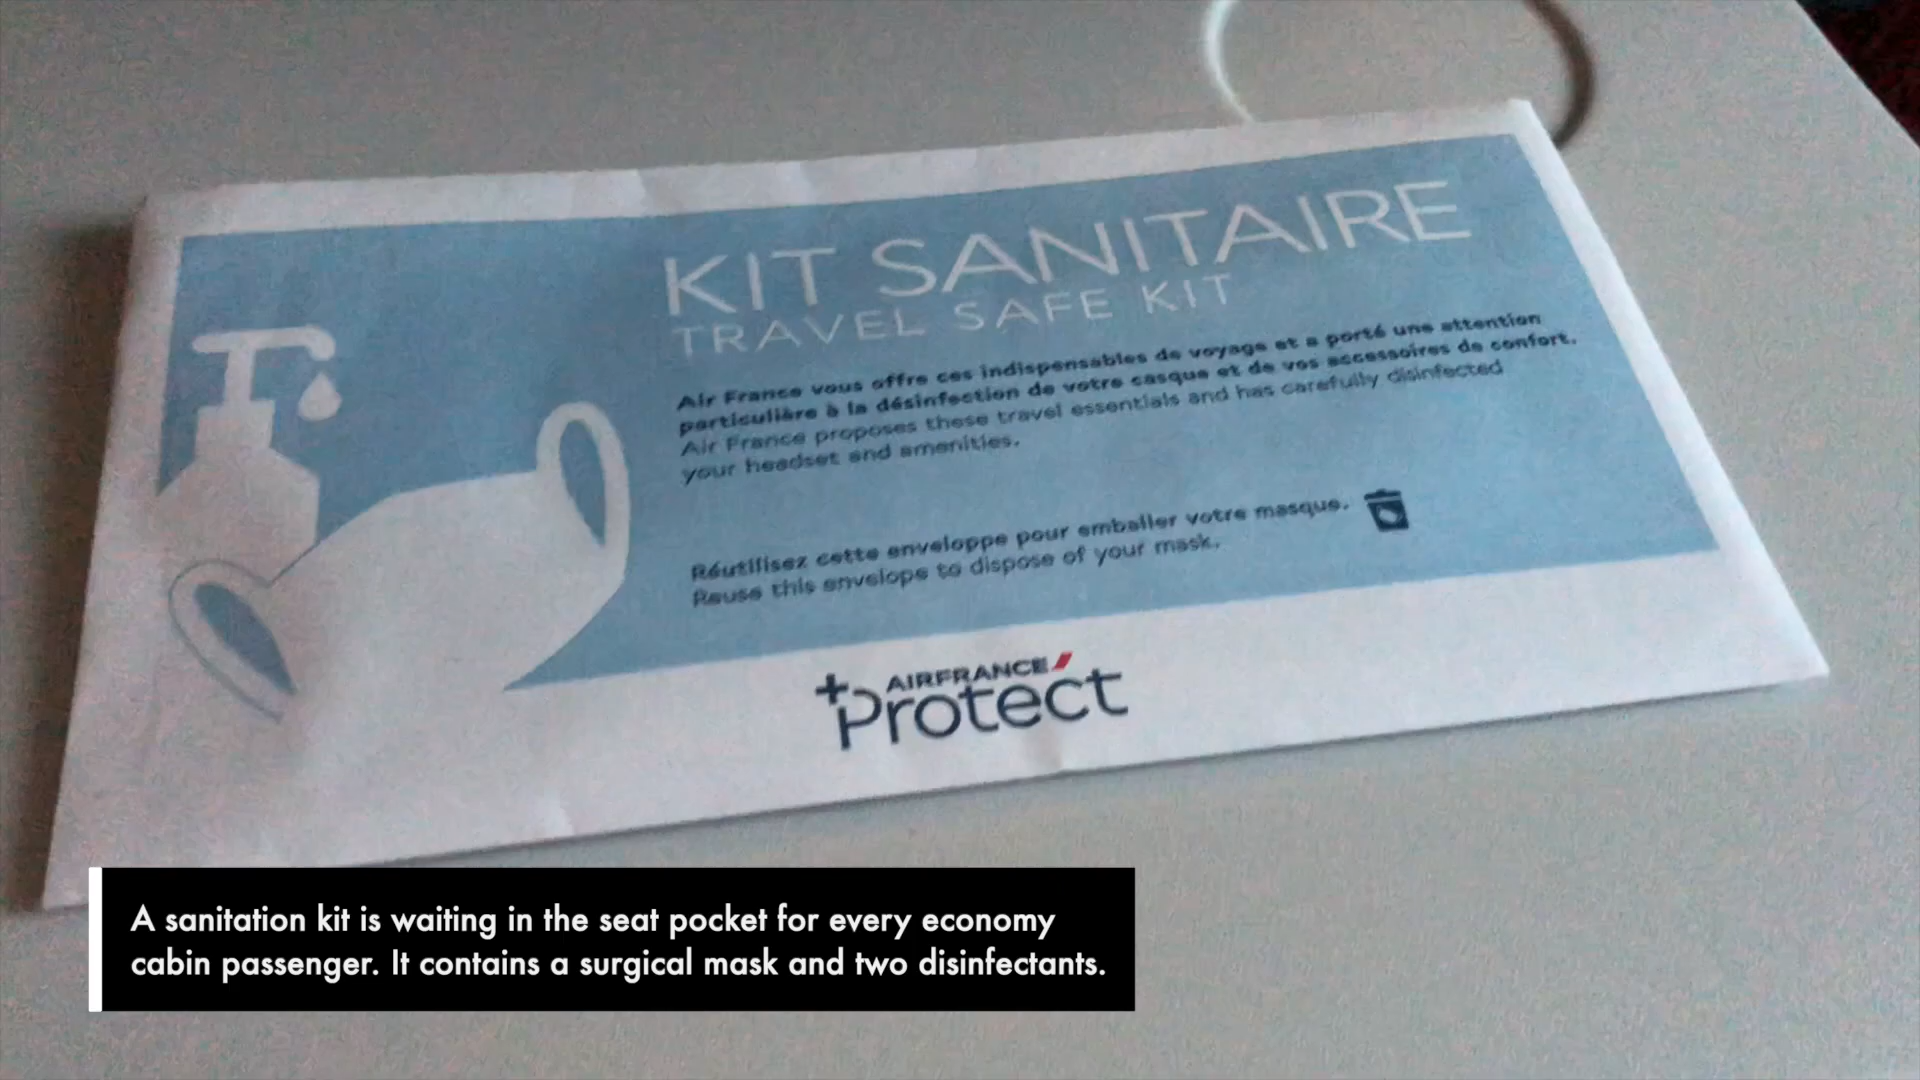 KIT SANITAIRE
TRAVEL SAFE KIT
Air France vous offre ces indispensables de voyage et a porté une attention
particulière à la désinfection de votre casque et de vos accessoires de confort.
Air France proposes these travel essentials and has carefully disinfected
your headset and amenities.
Réutilisez cette enveloppe pour emballer votre masque.
Reuse this envelope to dispose of your mask.
AIRFRANCE
+Protect
A sanitation kit is waiting in the seat pocket for every economy
cabin passenger. It contains a surgical mask and two disinfectants.